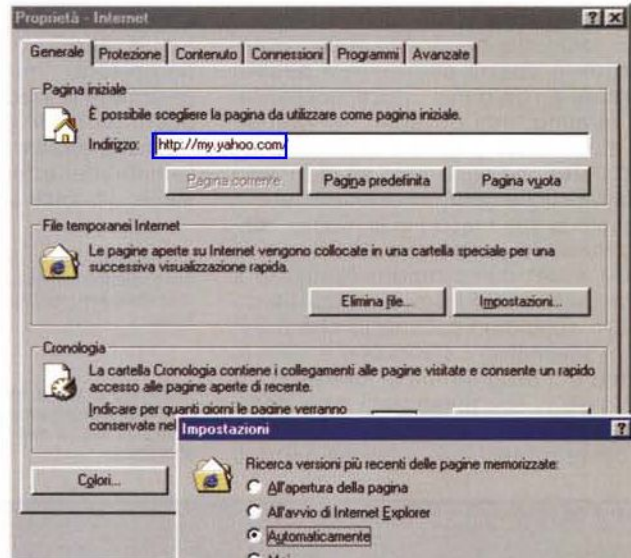 Proprietà - Internet
Generale Protezione Contenuto Connessioni Programmi Avanzate
Pagina iniziale
È possibile scegliere la pagina da utilizzare come pagina iniziale.
Indirizzo: http://my.yahoo.com/
Pagina corrente Pagina predefinita Pagina vuota
File temporanei Internet
Le pagine aperte su Internet vengono collocate in una cartella speciale per una
successiva visualizzazione rapida.
Elimina file... Impostazioni...
Cronologia
La cartella Cronologia contiene i collegamenti alle pagine visitate e consente un rapido
accesso alle pagine aperte di recente.
Indicare per quanti giorni le pagine verranno
conservate nel
Impostazioni
Colori...
Ricerca versioni più recenti delle pagine memorizzate:
All'apertura della pagina
All'avvio di Internet Explorer
Automaticamente